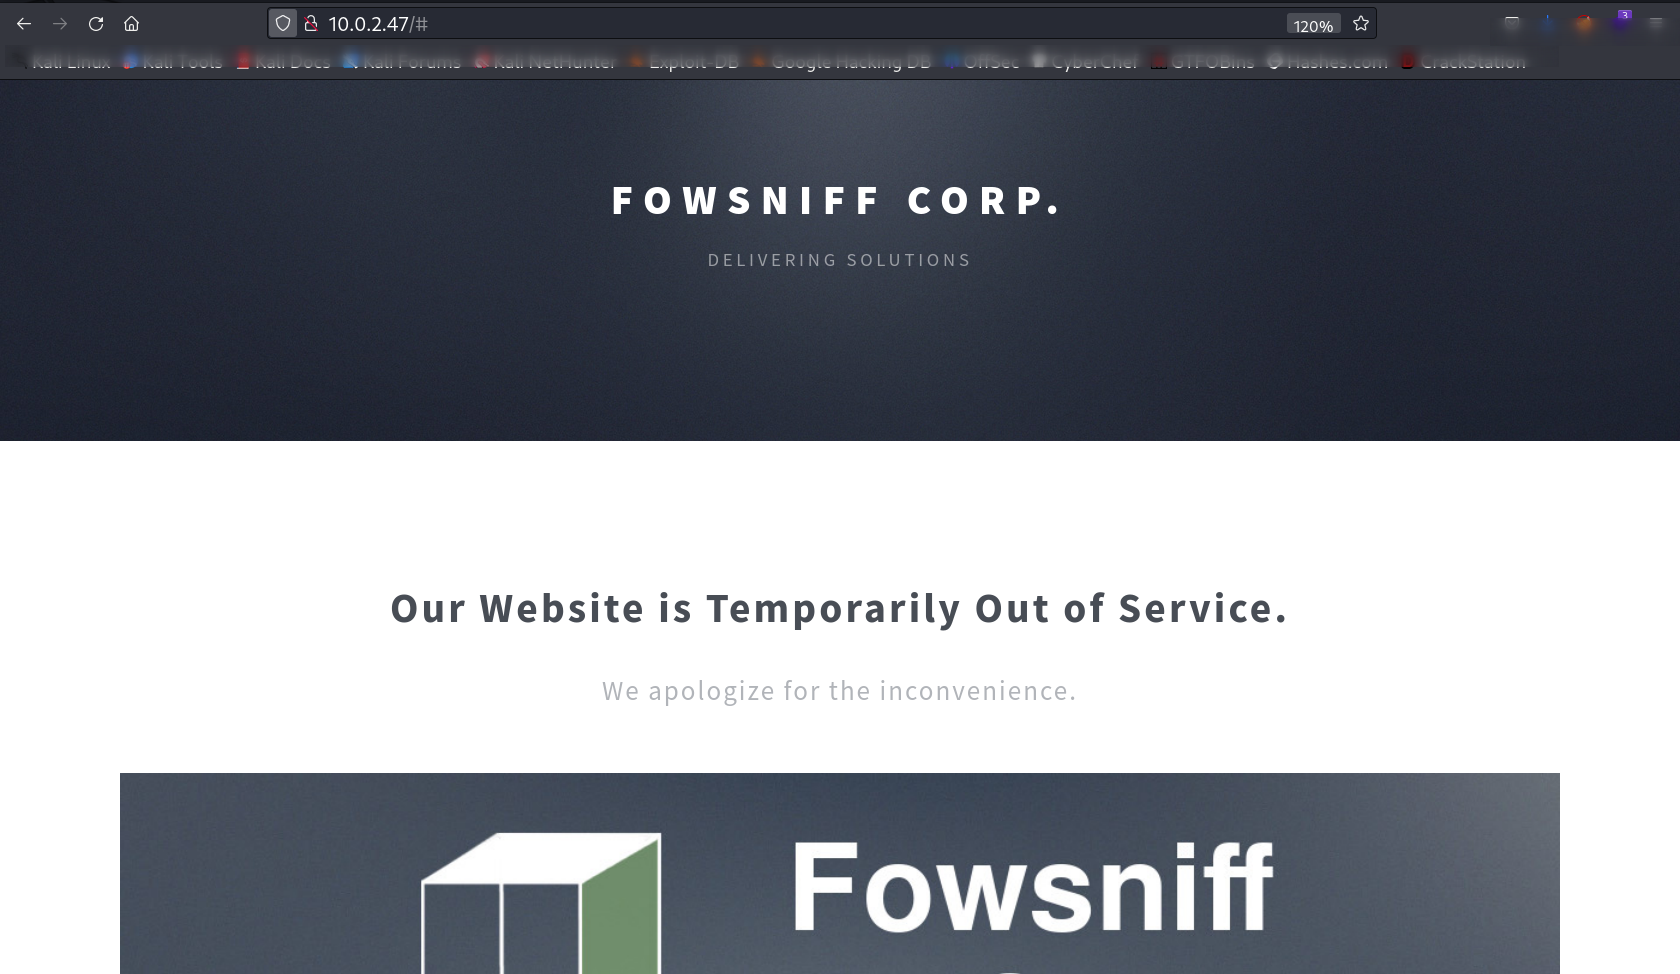 10.0.2.47/#
120%
3
Kali Linux Kali Tools Kali Docs Kali Forums Kali NetHunter Exploit-DB Google Hacking DB OffSec CyberChef GTFOBins Hashes.com CrackStation
FOWSNIFF CORP.
DELIVERING SOLUTIONS
Our Website is Temporarily Out of Service.
We apologize for the inconvenience.
Fowsniff